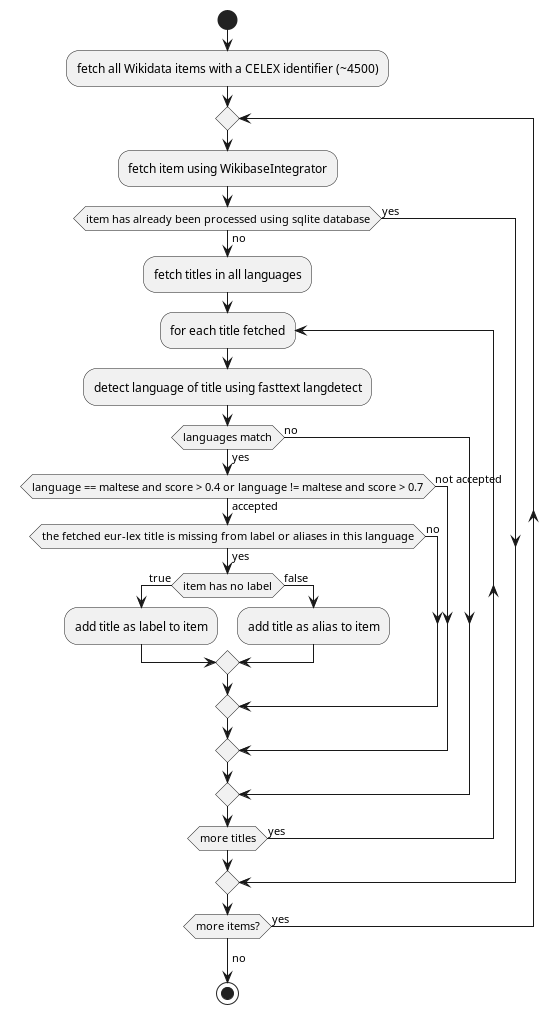 fetch all Wikidata items with a CELEX identifier (~4500)
fetch item using WikibaseIntegrator
item has already been processed using sqlite database
yes
no
fetch titles in all languages
for each title fetched
detect language of title using fasttext langdetect
languages match
no
yes
language == maltese and score > 0.4 or language != maltese and score > 0.7
not accepted
accepted
the fetched eur-lex title is missing from label or aliases in this language
no
yes
true
item has no label
false
add title as label to item
add title as alias to item
more titles
yes
more items?
yes
no